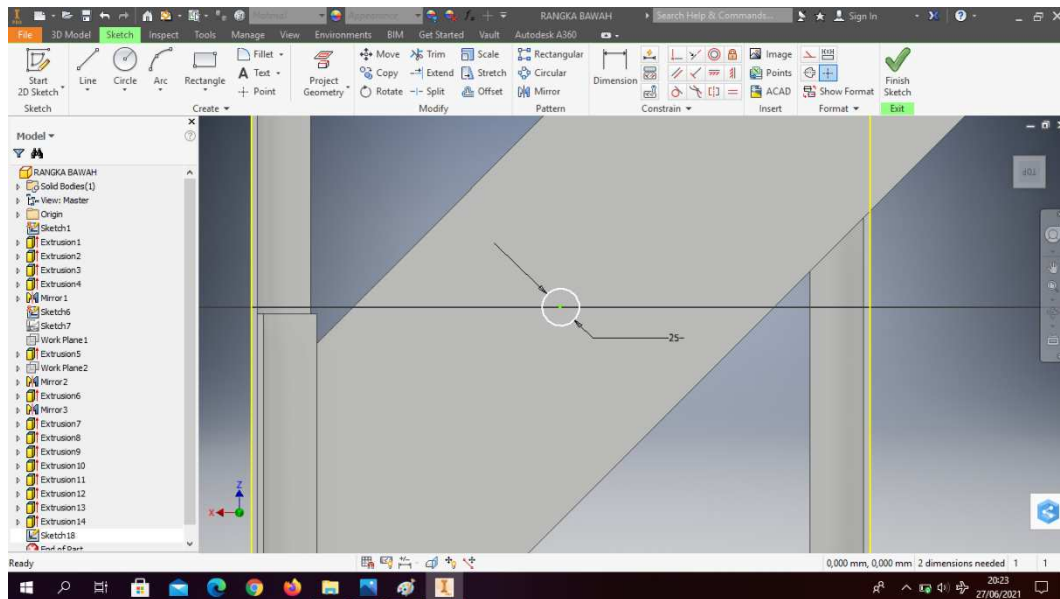 RANGKA BAWAH
Search Help & Commands...
Sign In
File
3D Model
Sketch
Inspect
Tools
Manage
View
Environments
BIM
Get Started
Vault
Autodesk A360
Start
2D Sketch
Line
Circle
Arc
Rectangle
Fillet
Text
Point
Project
Geometry
Move
Copy
Rotate
Trim
Extend
Split
Scale
Stretch
Offset
Rectangular
Circular
Mirror
Dimension
Image
Points
ACAD
Show Format
Finish
Sketch
Sketch
Create
Modify
Pattern
Constrain
Insert
Format
Exit
Model
RANGKA BAWAH
Solid Bodies(1)
View: Master
Origin
Sketch1
Extrusion1
Extrusion2
Extrusion3
Extrusion4
Mirror1
Sketch6
Sketch7
Work Plane1
Extrusion5
Work Plane2
Mirror2
Extrusion6
Mirror3
Extrusion7
Extrusion8
Extrusion9
Extrusion10
Extrusion11
Extrusion12
Extrusion13
Extrusion14
Sketch18
End of Part
TOP
25
Z
X
Ready
0,000 mm, 0,000 mm 2 dimensions needed 1 1
20:23
27/06/2021